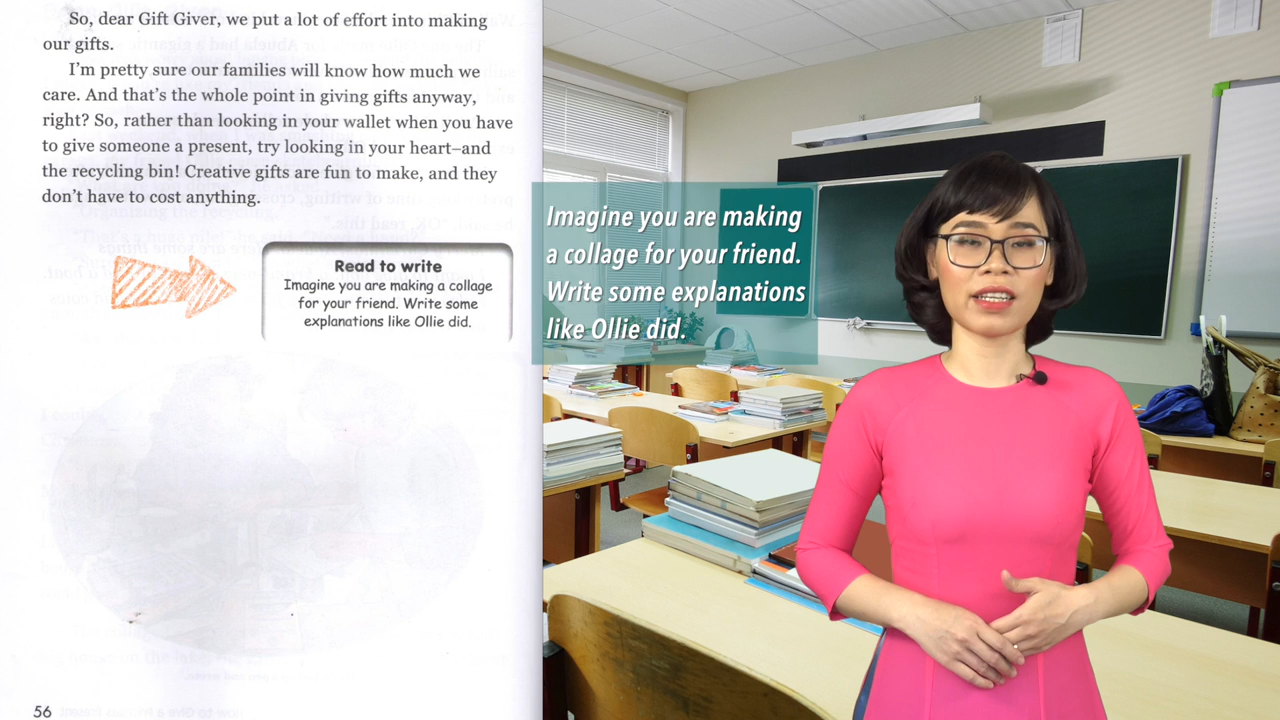 So, dear Gift Giver, we put a lot of effort into making
our gifts.
I'm pretty sure our families will know how much we
care. And that's the whole point in giving gifts anyway,
right? So, rather than looking in your wallet when you have
to give someone a present, try looking in your heart–and
the recycling bin! Creative gifts are fun to make, and they
don't have to cost anything.
Read to write
Imagine you are making a collage
for your friend. Write some
explanations like Ollie did.
56
Imagine you are making
a collage for your friend.
Write some explanations
like Ollie did.